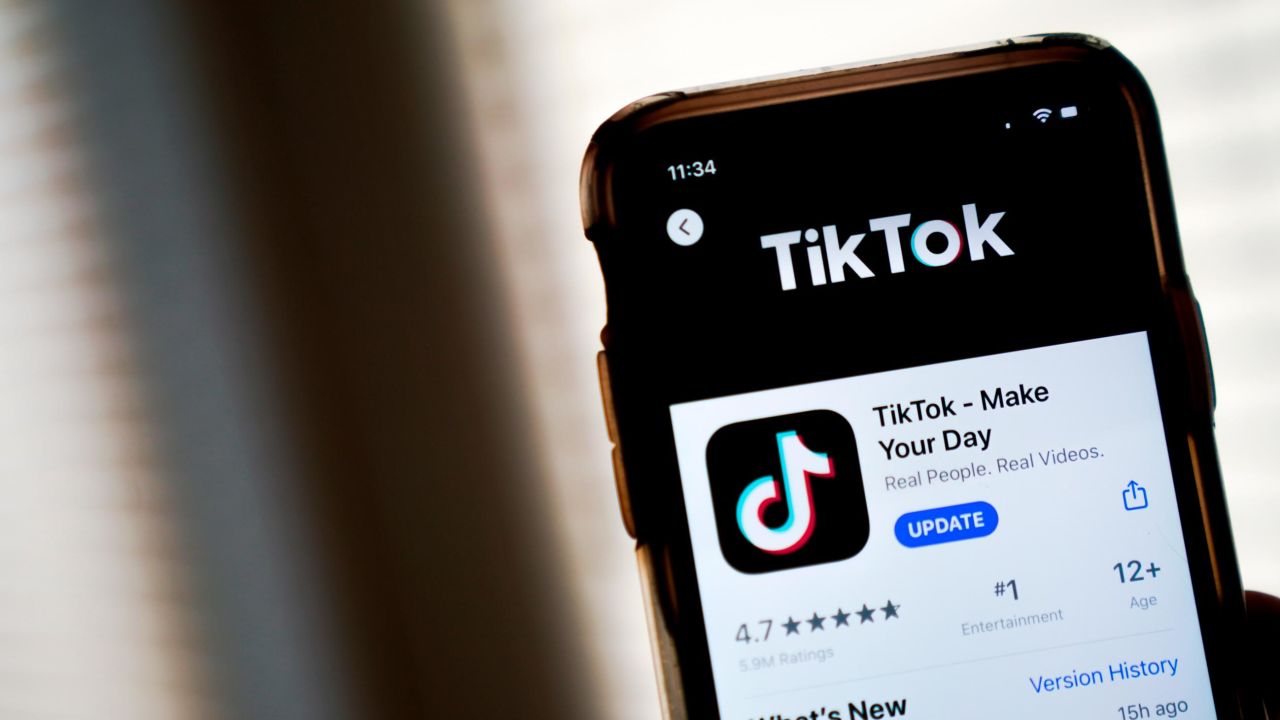 11:34
TikTok
TikTok - Make
Your Day
Real People. Real Videos.
UPDATE
4.7 ★★★★★
5.9M Ratings
#1
Entertainment
12+
Age
What's New
Version History
15h ago